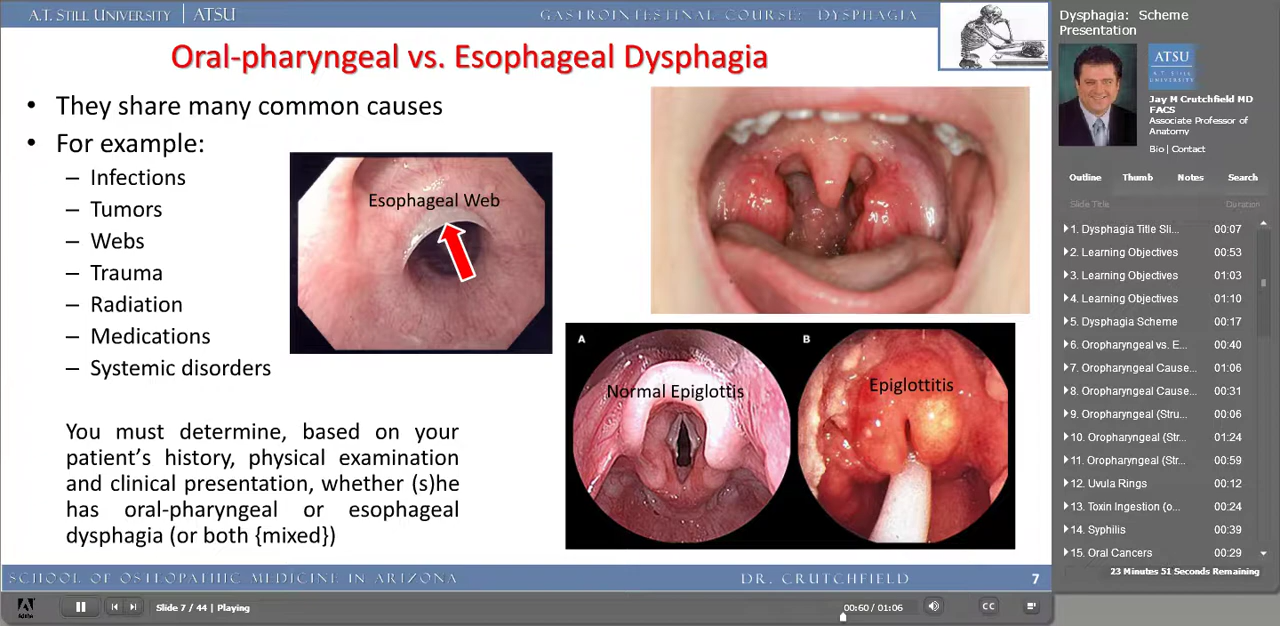 A.T. STILL UNIVERSITY | ATSU
GASTROINTESTINAL COURSE: DYSPHAGIA
Oral-pharyngeal vs. Esophageal Dysphagia
• They share many common causes
• For example:
– Infections
– Tumors
– Webs
– Trauma
– Radiation
– Medications
– Systemic disorders
Esophageal Web
A
Normal Epiglottis
B
Epiglottitis
You must determine, based on your
patient’s history, physical examination
and clinical presentation, whether (s)he
has oral-pharyngeal or esophageal
dysphagia (or both {mixed})
SCHOOL OF OSTEOPATHIC MEDICINE IN ARIZONA
DR. CRUTCHFIELD
7
Adobe
Slide 7 / 44 | Playing
00:60 / 01:06
CC
Dysphagia: Scheme
Presentation
ATSU
A.T. STILL
UNIVERSITY
Jay M Crutchfield MD
FACS
Associate Professor of
Anatomy
Bio | Contact
Outline Thumb Notes Search
Slide Title Duration
1. Dysphagia Title Sli... 00:07
2. Learning Objectives 00:53
3. Learning Objectives 01:03
4. Learning Objectives 01:10
5. Dysphagia Scheme 00:17
6. Oropharyngeal vs. E... 00:40
7. Oropharyngeal Cause... 01:06
8. Oropharyngeal Cause... 00:31
9. Oropharyngeal (Stru... 00:06
10. Oropharyngeal (Str... 01:24
11. Oropharyngeal (Str... 00:59
12. Uvula Rings 00:12
13. Toxin Ingestion (o... 00:24
14. Syphilis 00:39
15. Oral Cancers 00:29
23 Minutes 51 Seconds Remaining